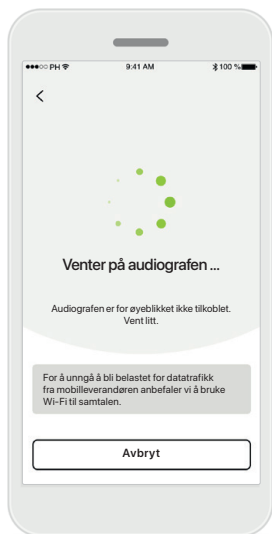 ●●●○○ PH 9:41 AM 100 %
Venter på audiografen ...
Audiografen er for øyeblikket ikke tilkoblet.
Vent litt.
For å unngå å bli belastet for datatrafikk
fra mobilleverandøren anbefaler vi å bruke
Wi-Fi til samtalen.
Avbryt